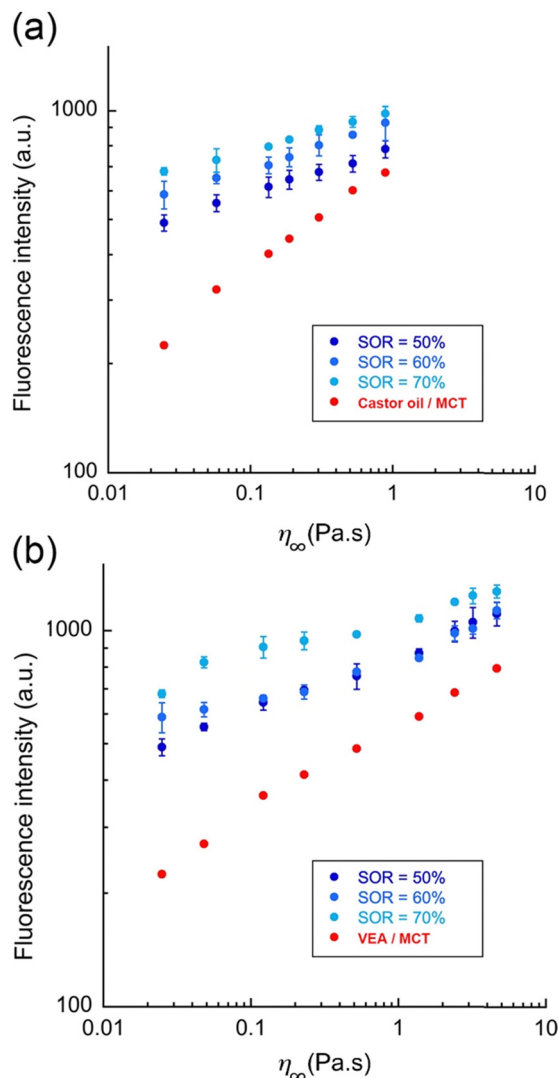 (a)
Fluorescence intensity (a.u.)
1000
100
SOR = 50%
SOR = 60%
SOR = 70%
Castor oil / MCT
0.01
0.1
1
10
η∞(Pa.s)
(b)
Fluorescence intensity (a.u.)
1000
100
SOR = 50%
SOR = 60%
SOR = 70%
VEA / MCT
0.01
0.1
1
10
η∞(Pa.s)